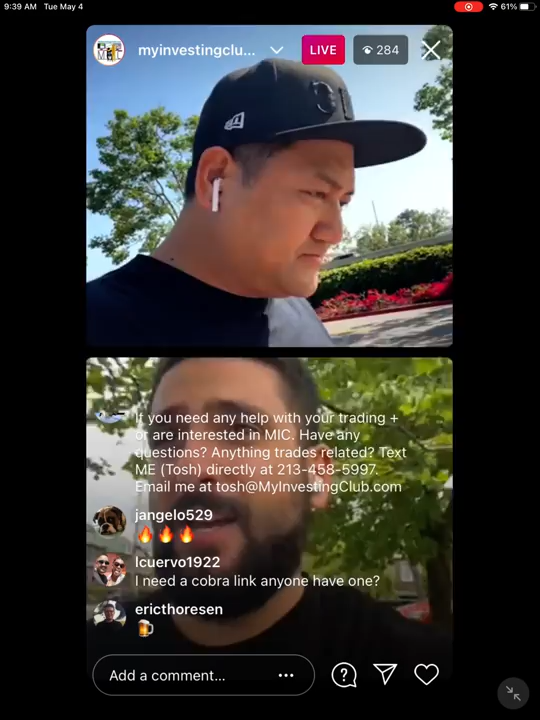 9:39 AM Tue May 4
61%
myinvestingclu...
LIVE
284
If you need any help with your trading +
or are interested in MIC. Have any
questions? Anything trades related? Text
ME (Tosh) directly at 213-458-5997.
Email me at tosh@MyInvestingClub.com
jangelo529
🔥🔥🔥
lcuervo1922
I need a cobra link anyone have one?
ericthoresen
🍺
Add a comment...